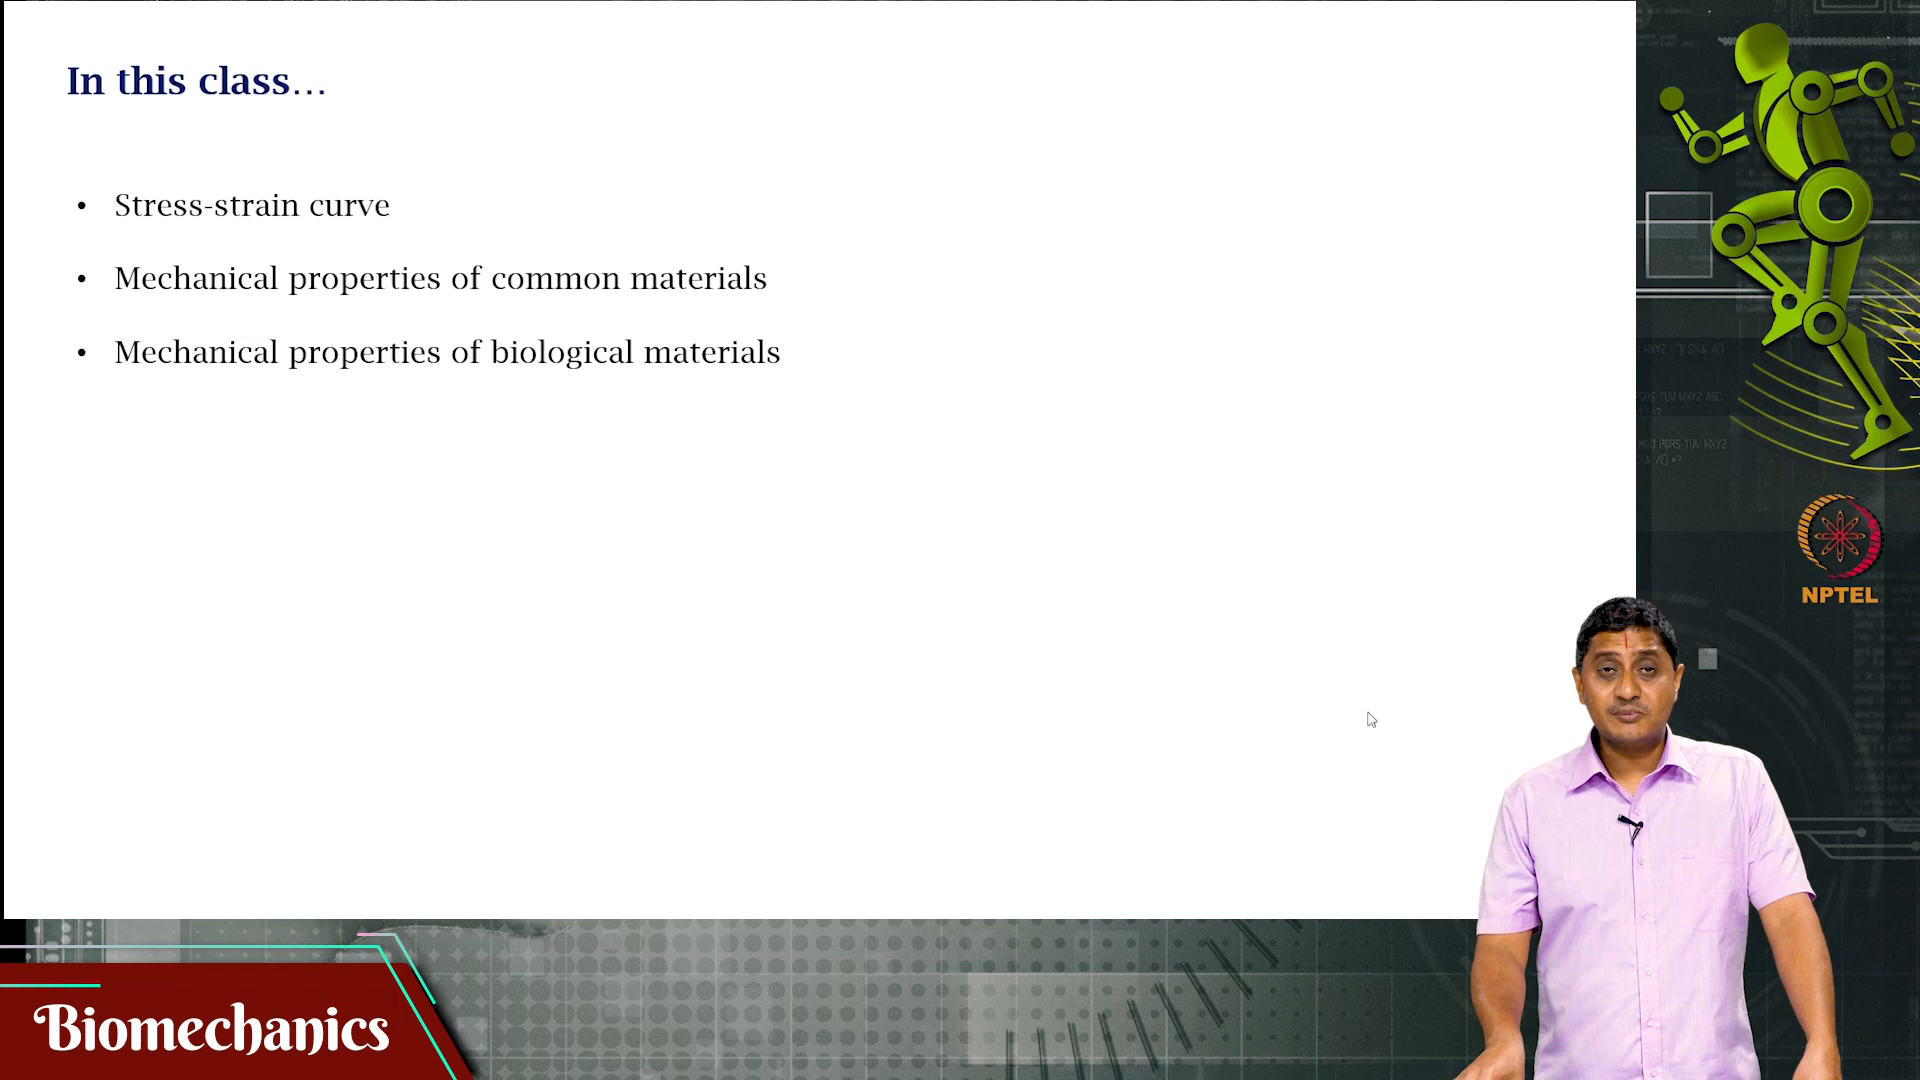 In this class...
• Stress-strain curve
• Mechanical properties of common materials
• Mechanical properties of biological materials
NPTEL
Biomechanics